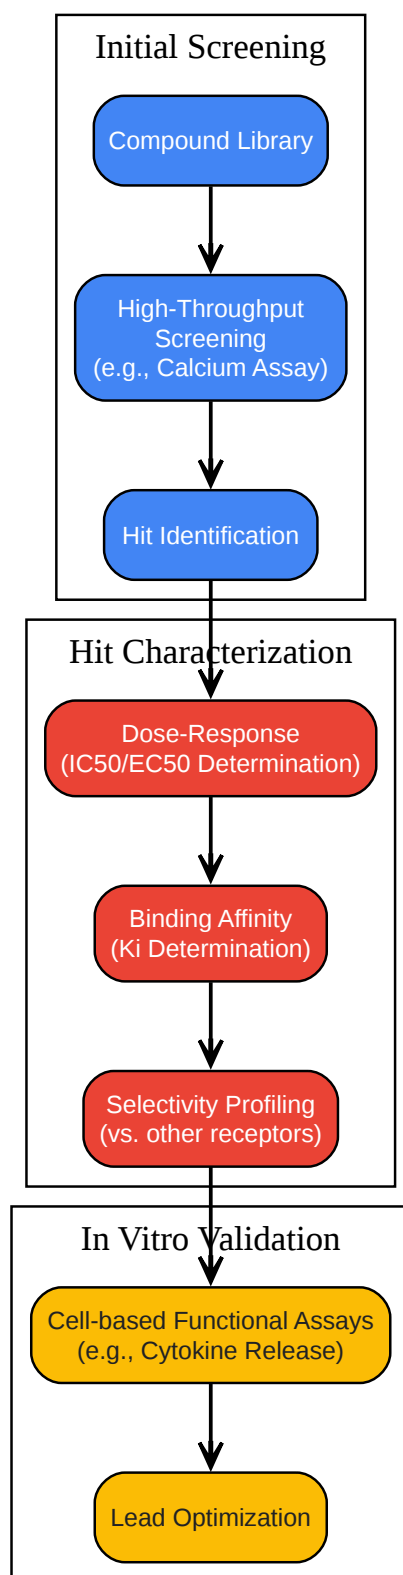 Initial Screening
Compound Library
High-Throughput
Screening
(e.g., Calcium Assay)
Hit Identification
Hit Characterization
Dose-Response
(IC50/EC50 Determination)
Binding Affinity
(Ki Determination)
Selectivity Profiling
(vs. other receptors)
In Vitro Validation
Cell-based Functional Assays
(e.g., Cytokine Release)
Lead Optimization